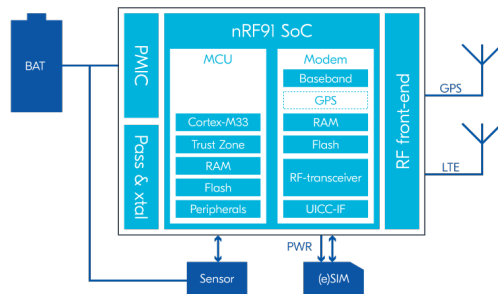 nRF91 SoC
BAT
PMIC
Pass & xtal
MCU
Cortex-M33
Trust Zone
RAM
Flash
Peripherals
Modem
Baseband
GPS
RAM
Flash
RF-transceiver
UICC-IF
RF front-end
GPS
LTE
PWR
Sensor
(e)SIM